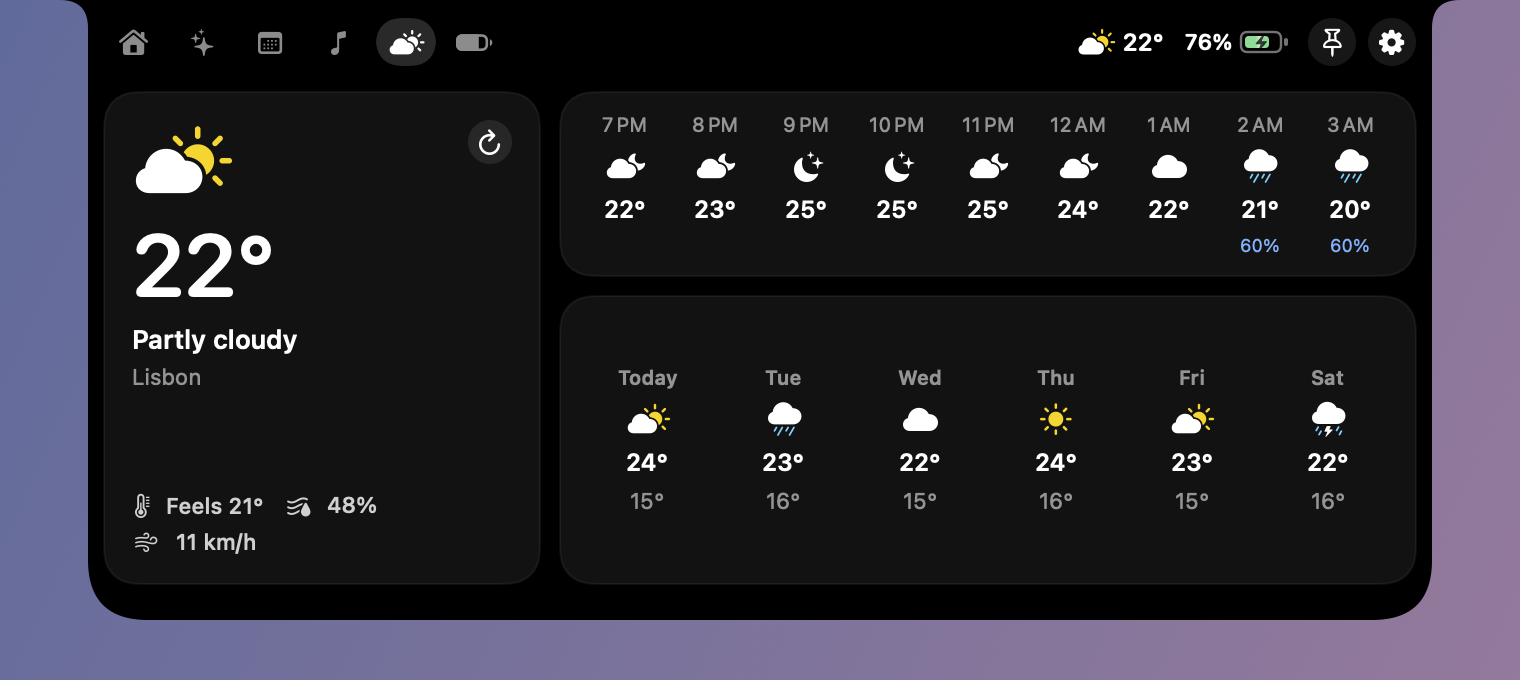 22° 76%
22°
Partly cloudy
Lisbon
Feels 21° 48%
11 km/h
7 PM 8 PM 9 PM 10 PM 11 PM 12 AM 1 AM 2 AM 3 AM
22° 23° 25° 25° 25° 24° 22° 21° 20°
60% 60%
Today Tue Wed Thu Fri Sat
24° 23° 22° 24° 23° 22°
15° 16° 15° 16° 15° 16°